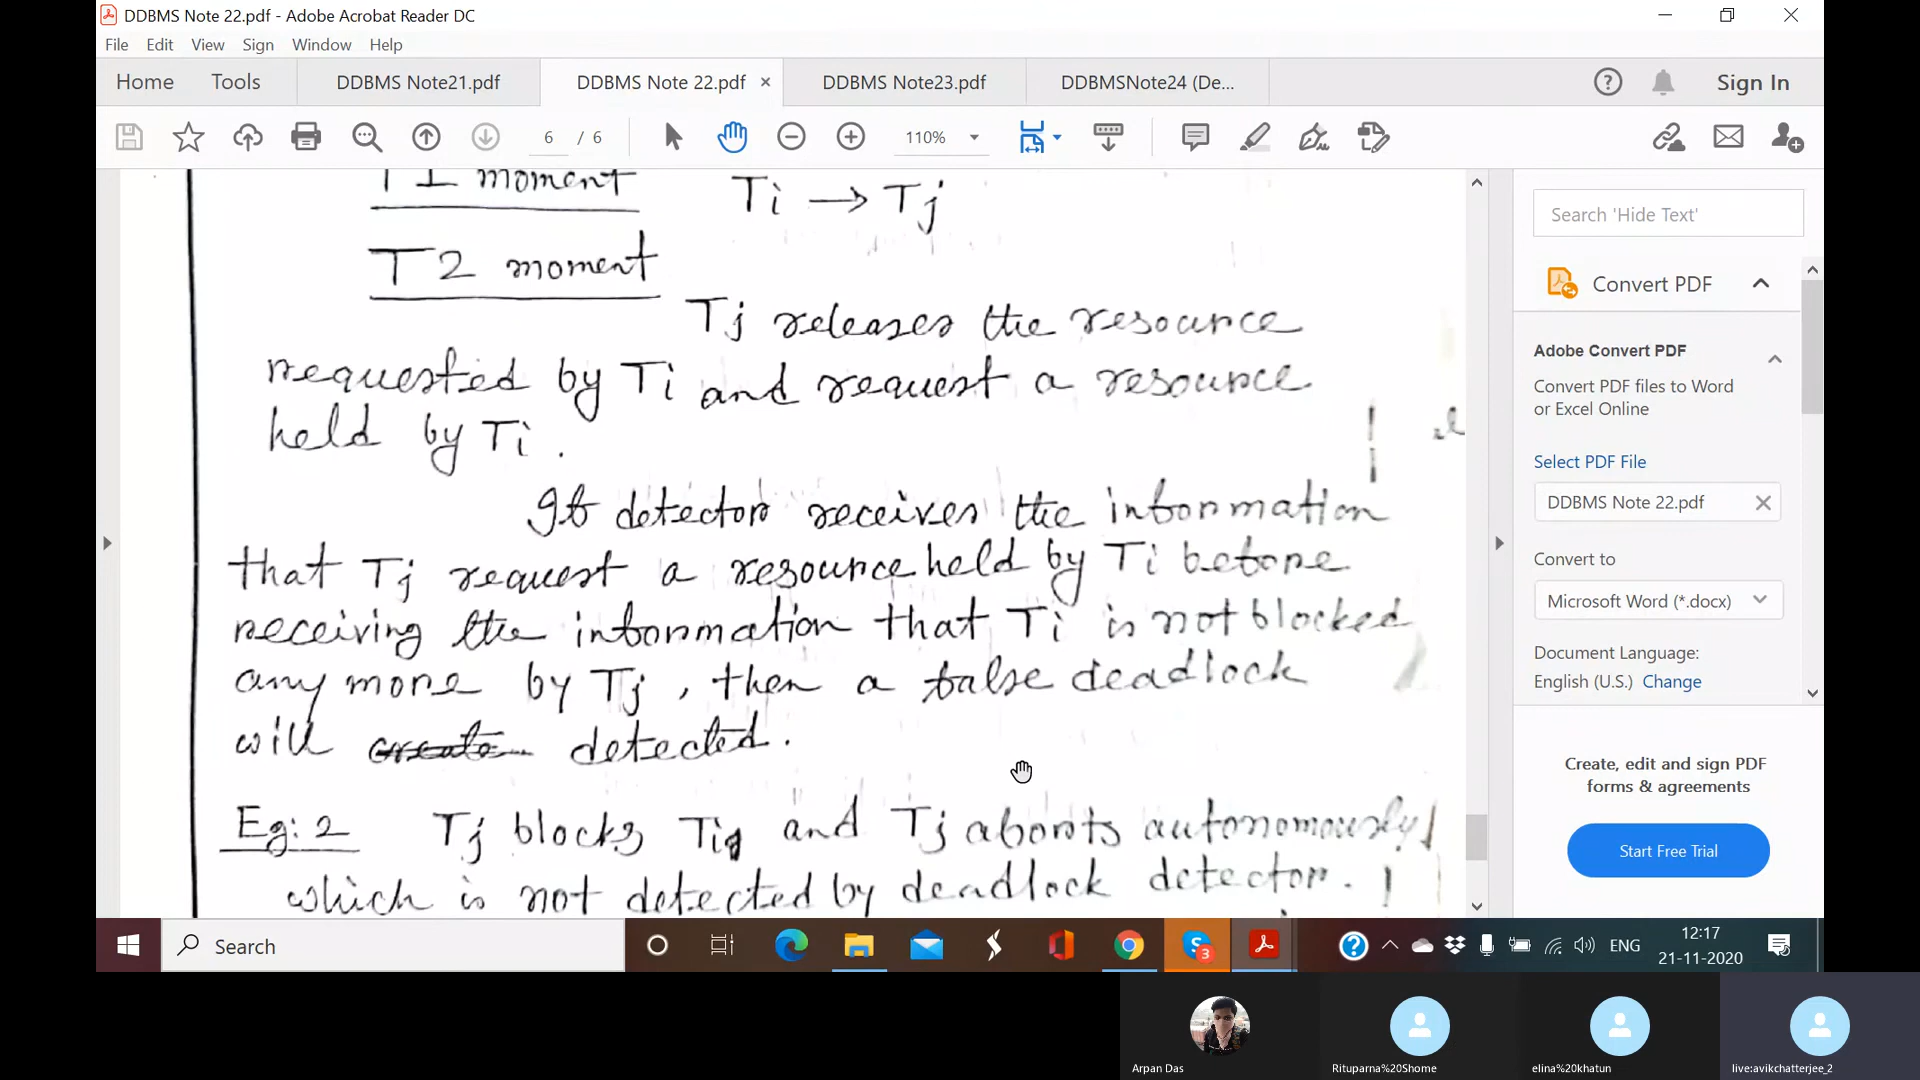 DDBMS Note 22.pdf - Adobe Acrobat Reader DC
File Edit View Sign Window Help
Home Tools DDBMS Note21.pdf DDBMS Note 22.pdf × DDBMS Note23.pdf DDBMSNote24 (De... Sign In
6 / 6 110%
T1 moment Ti → Tj
T2 moment
Tj releases the resource
requested by Ti and request a resource
held by Ti.
If detector receives the information
that Tj request a resource held by Ti before
receiving the information that Ti is not blocked
any more by Tj, then a false deadlock
will create detected.
Eg: 2 Tj blocks Ti and Tj aborts autonomously
which is not detected by deadlock detector.
Search 'Hide Text'
Convert PDF
Adobe Convert PDF
Convert PDF files to Word
or Excel Online
Select PDF File
DDBMS Note 22.pdf
Convert to
Microsoft Word (*.docx)
Document Language:
English (U.S.) Change
Create, edit and sign PDF
forms & agreements
Start Free Trial
Search
3
ENG
12:17
21-11-2020
Arpan Das
Rituparna%20Shome
elina%20khatun
live:avikchatterjee_2